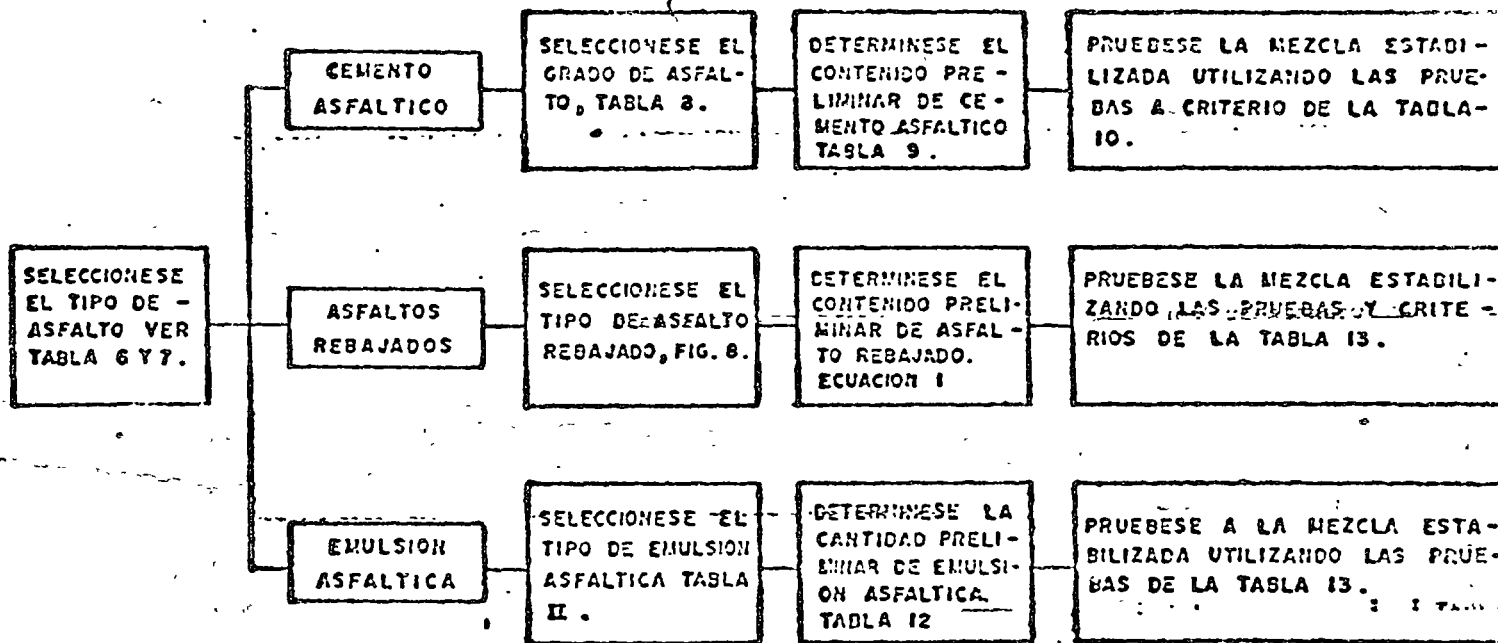 SELECCIONESE
EL TIPO DE -
ASFALTO VER
TABLA 6 Y 7.
CEMENTO
ASFALTICO
SELECCIONESE EL
GRADO DE ASFAL-
TO, TABLA 8.
DETERMINESE EL
CONTENIDO PRE -
LIMINAR DE CE -
MENTO ASFALTICO
TABLA 9.
PRUEBESE LA MEZCLA ESTABI-
LIZADA UTILIZANDO LAS PRUE-
BAS & CRITERIO DE LA TABLA-
10.
ASFALTOS
REBAJADOS
SELECCIONESE EL
TIPO DE ASFALTO
REBAJADO, FIG. 8.
DETERMINESE EL
CONTENIDO PRELI-
MINAR DE ASFAL -
TO REBAJADO.
ECUACION 1
PRUEBESE LA MEZCLA ESTABILI-
ZANDO LAS PRUEBAS Y CRITE -
RIOS DE LA TABLA 13.
EMULSION
ASFALTICA
SELECCIONESE EL
TIPO DE EMULSION
ASFALTICA TABLA
II.
DETERMINESE LA
CANTIDAD PRELI-
MINAR DE EMULSI-
ON ASFALTICA.
TABLA 12
PRUEBESE A LA MEZCLA ESTA-
BILIZADA UTILIZANDO LAS PRUE-
BAS DE LA TABLA 13.